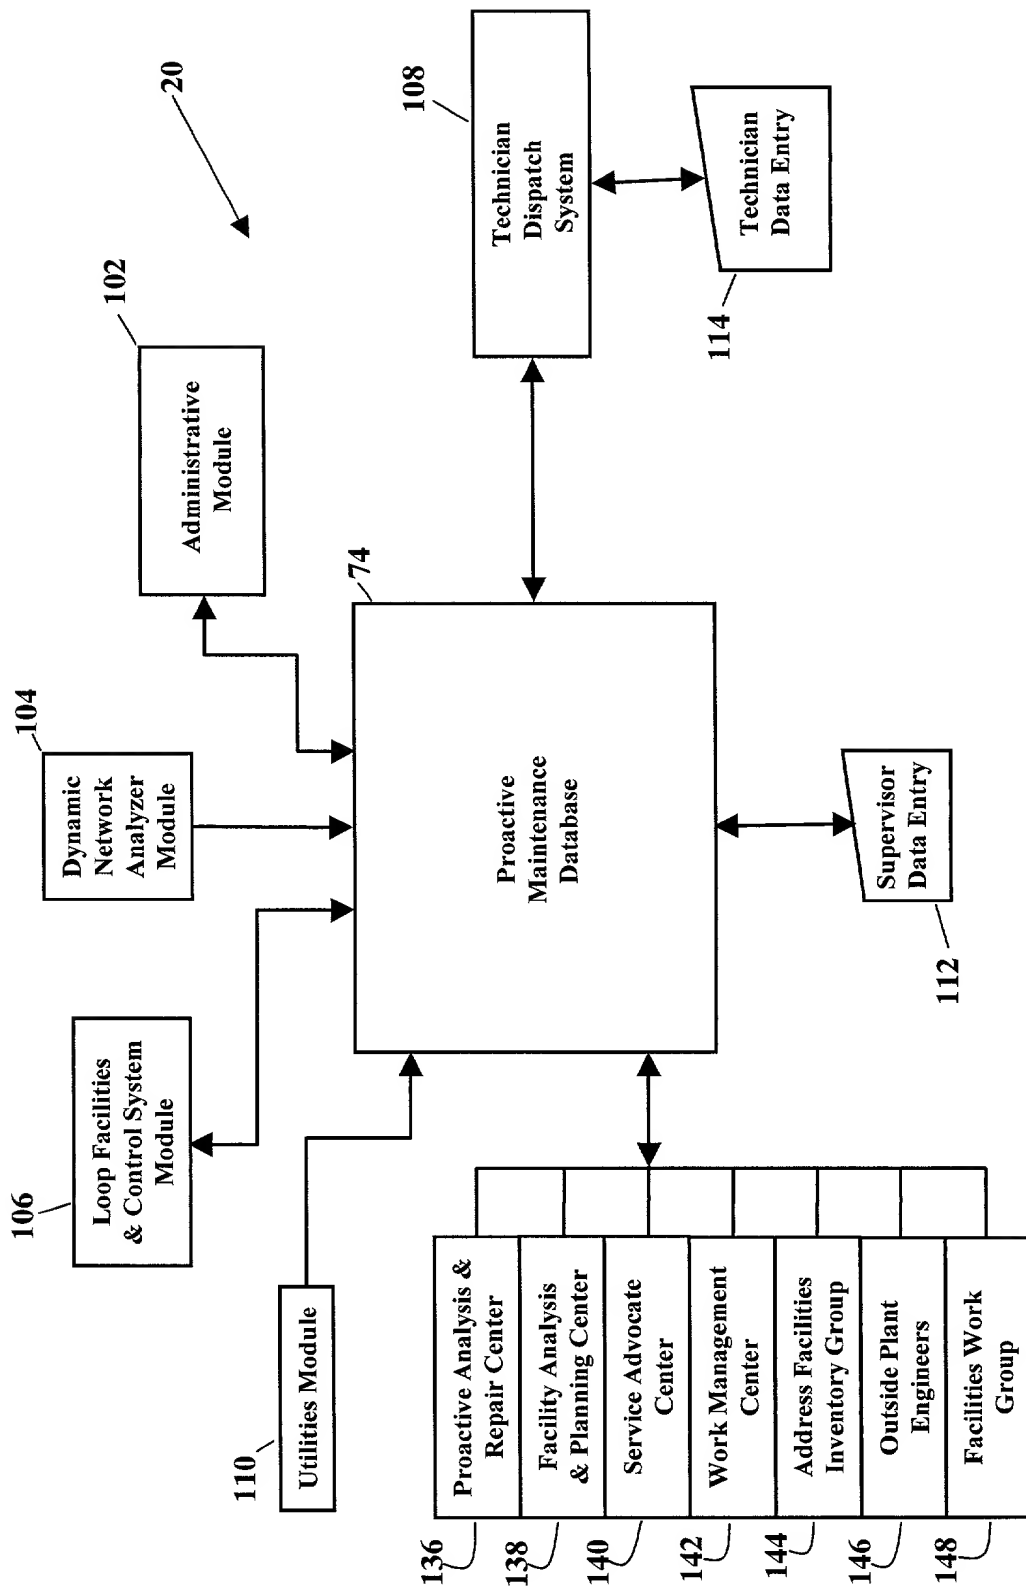 110
Utilities Module
106
Loop Facilities
& Control System
Module
104
Dynamic
Network
Analyzer
Module
102
Administrative
Module
20
136
Proactive Analysis &
Repair Center
138
Facility Analysis
& Planning Center
140
Service Advocate
Center
142
Work Management
Center
144
Address Facilities
Inventory Group
146
Outside Plant
Engineers
148
Facilities Work
Group
74
Proactive
Maintenance
Database
112
Supervisor
Data Entry
108
Technician
Dispatch
System
114
Technician
Data Entry